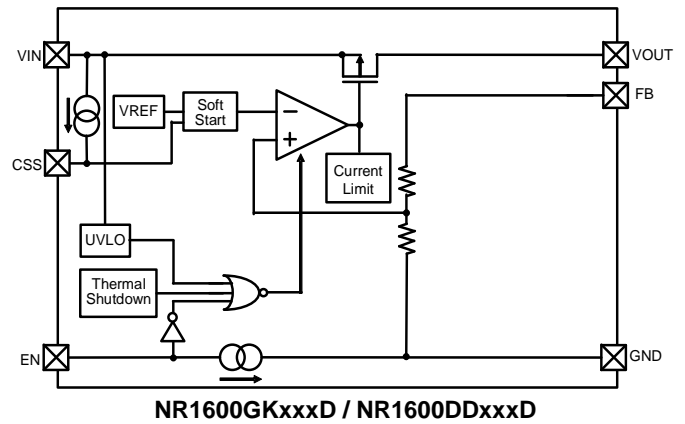 VIN
VOUT
FB
VREF
Soft
Start
−
+
CSS
Current
Limit
UVLO
Thermal
Shutdown
EN
GND
NR1600GKxxxD / NR1600DDxxxD